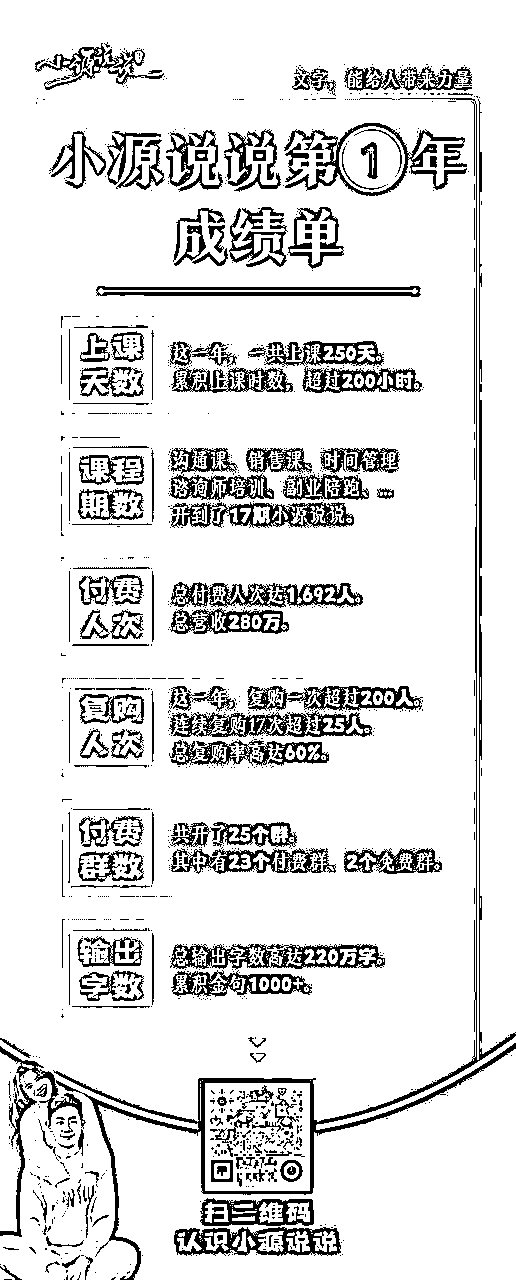 小源说说
文字，能给人带来力量
小源说说第1年
成绩单
上课
天数
这一年，一共上课250天。
累积上课时数，超过200小时。
课程
期数
沟通课、销售课、时间管理
咨询师培训、副业陪跑、...
开到了17期小源说说。
付费
人次
总付费人次达1,692人。
总营收280万。
复购
人次
这一年，复购一次超过200人。
连续复购17次超过25人。
总复购率高达60%。
付费
群数
共开了25个群。
其中有23个付费群、2个免费群。
输出
字数
总输出字数高达220万字。
累积金句1000+。
扫二维码
认识小源说说